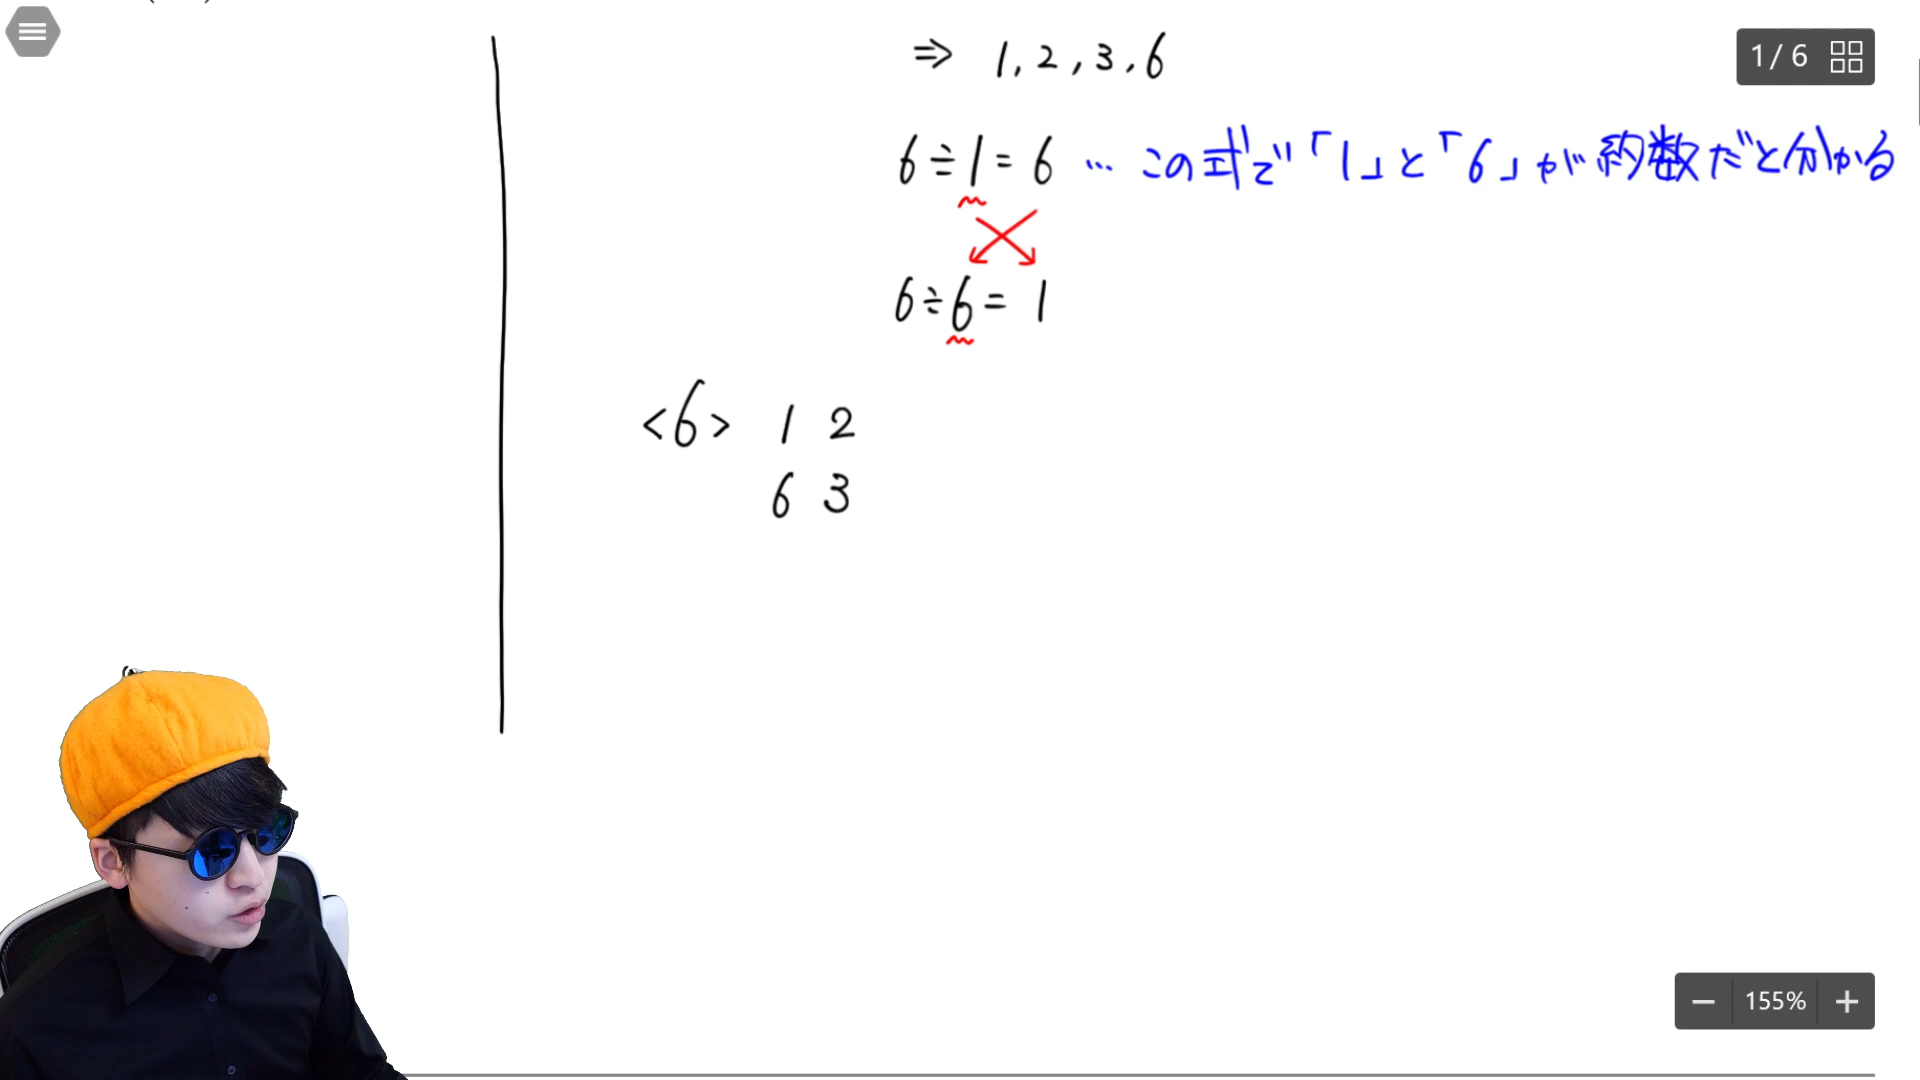 ⇒ 1, 2, 3, 6
1 / 6
6÷1=6 … この式で「1」と「6」が約数だと分かる
6÷6=1
<6> 1 2
6 3
155%